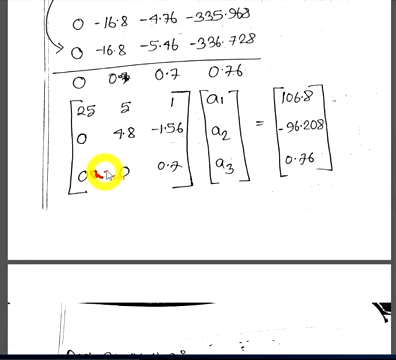 0 -16.8 -4.76 -335.968
0 -16.8 -5.46 -336.728
0 0 0.7 0.76
25 5 1 a1 106.8
0 4.8 -1.56 a2 = -96.208
0 0 0.7 a3 0.76